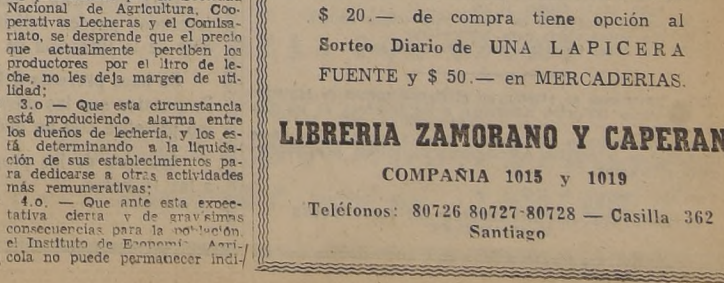 Nacional de Agricultura, Coo-
perativas Lecheras y el Comisa-
riato, se desprende que el precio
que actualmente perciben los
productores por el litro de le-
che, no les deja margen de uti-
lidad;
3.o — Que esta circunstancia
está produciendo alarma entre
los dueños de lechería, y los es-
tá determinando a la liquida-
ción de sus establecimientos pa-
ra dedicarse a otras actividades
más remunerativas;
4.o. — Que ante esta expec-
tativa cierta y de gravísimas
consecuencias para la población,
el Instituto de Economía Agrí-
cola no puede permanecer indi-
$ 20.— de compra tiene opción al
Sorteo Diario de UNA LAPICERA
FUENTE y $ 50.— en MERCADERIAS.
LIBRERIA ZAMORANO Y CAPERAN
COMPAÑIA 1015 y 1019
Teléfonos: 80726 80727-80728 — Casilla 362
Santiago